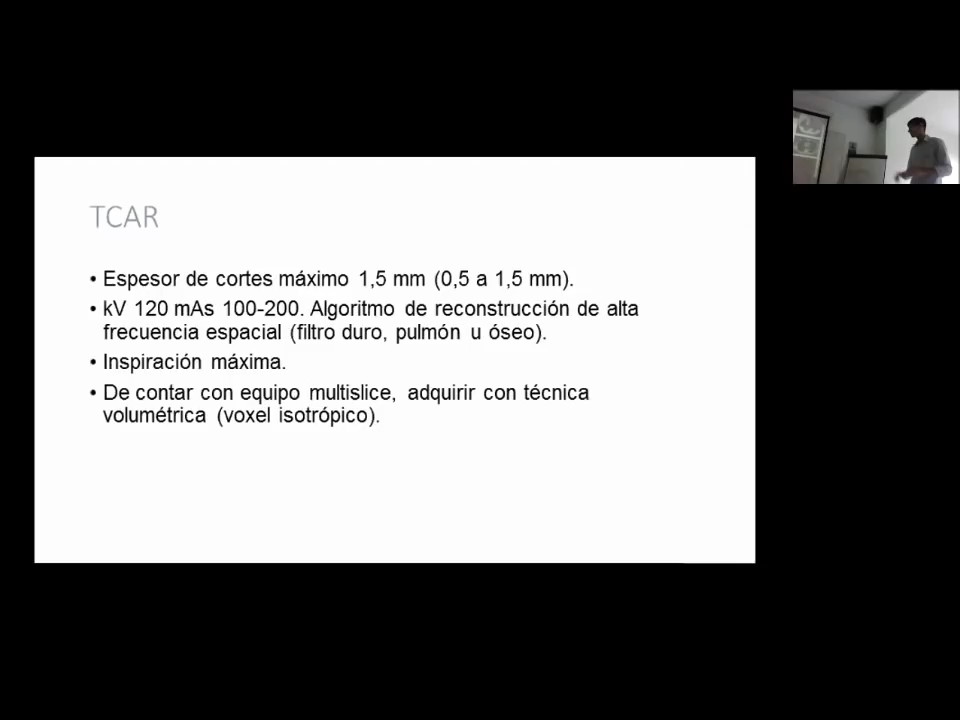 TCAR
• Espesor de cortes máximo 1,5 mm (0,5 a 1,5 mm).
• kV 120 mAs 100-200. Algoritmo de reconstrucción de alta
frecuencia espacial (filtro duro, pulmón u óseo).
• Inspiración máxima.
• De contar con equipo multislice, adquirir con técnica
volumétrica (voxel isotrópico).